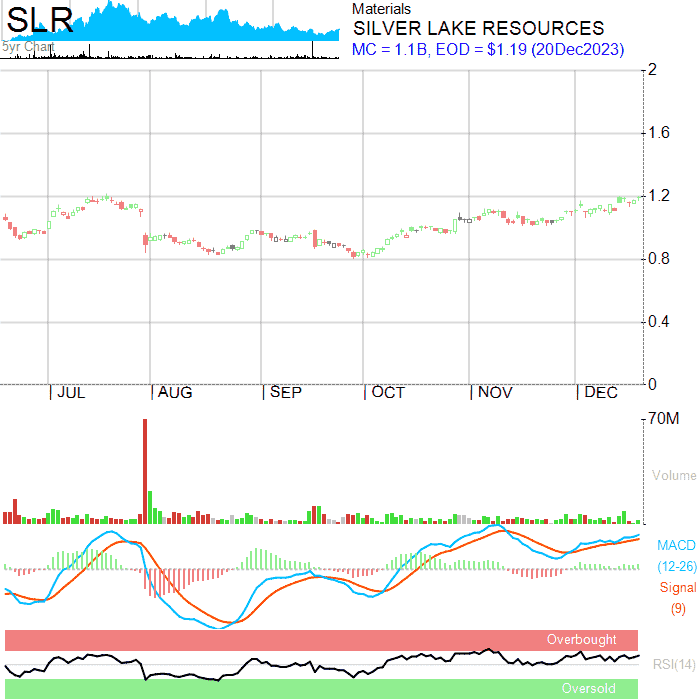 SLR
5yr Chart
Materials
SILVER LAKE RESOURCES
MC = 1.1B, EOD = $1.19 (20Dec2023)
2
1.6
1.2
0.8
0.4
0
JUL AUG SEP OCT NOV DEC
70M
Volume
MACD
(12-26)
Signal
(9)
Overbought
RSI(14)
Oversold